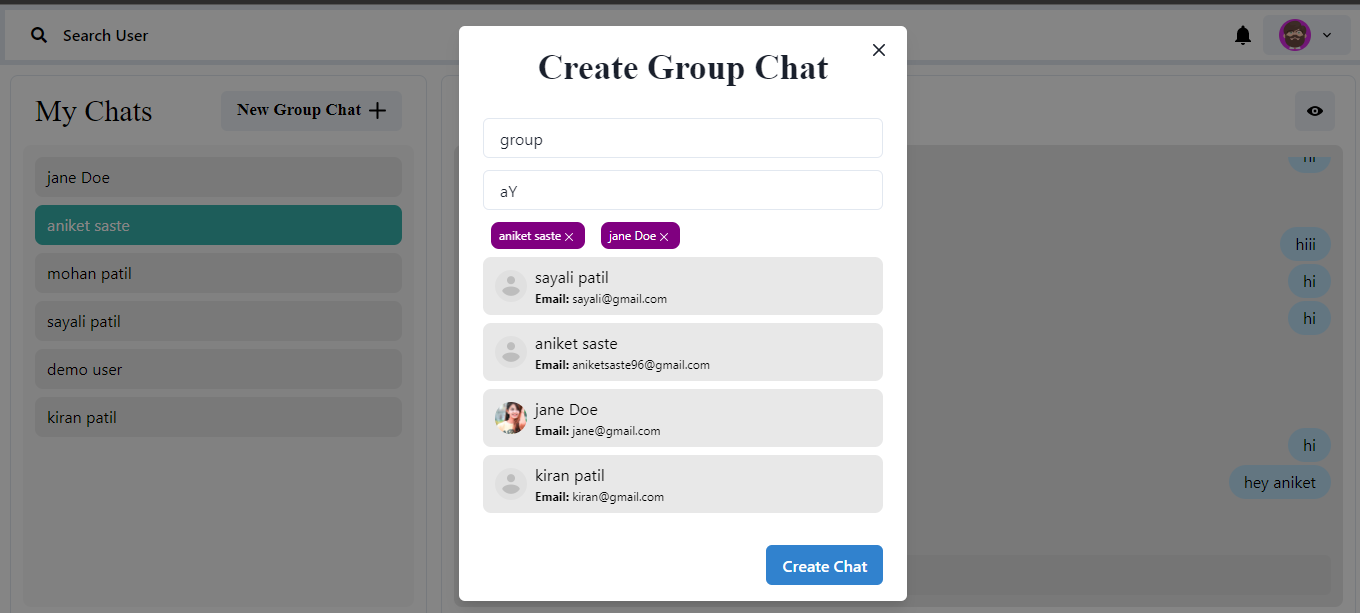 Search User
My Chats
New Group Chat
jane Doe
aniket saste
mohan patil
sayali patil
demo user
kiran patil
Create Group Chat
group
aY
aniket saste
jane Doe
sayali patil
Email: sayali@gmail.com
aniket saste
Email: aniketsaste96@gmail.com
jane Doe
Email: jane@gmail.com
kiran patil
Email: kiran@gmail.com
Create Chat
hi
hiii
hi
hi
hi
hey aniket